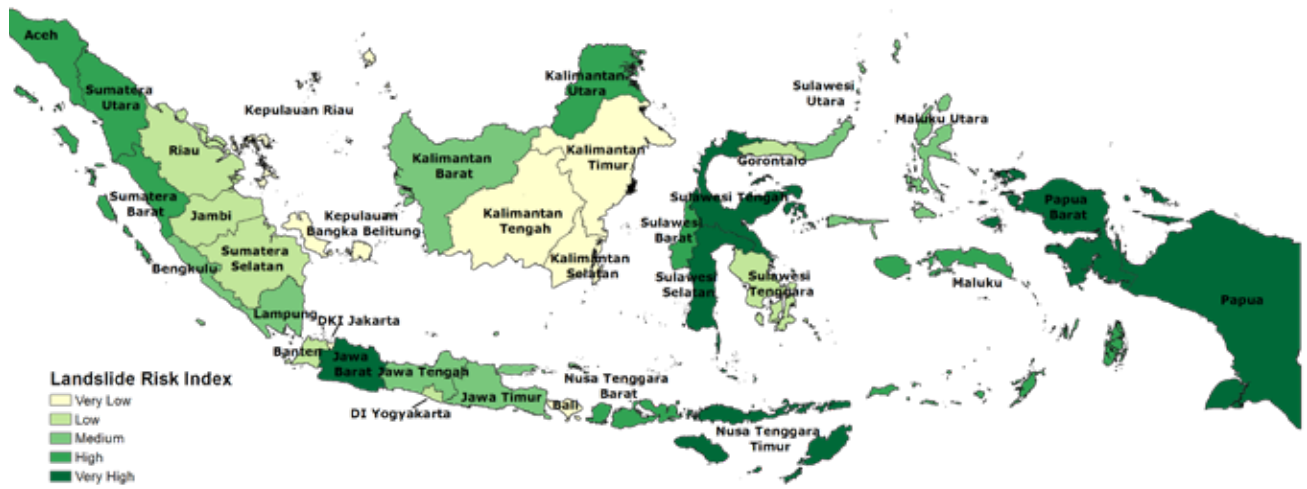 Aceh
Sumatera
Utara
Kepulauan Riau
Riau
Sumatera
Barat
Jambi
Kepulauan
Bangka Belitung
Sumatera
Selatan
Bengkulu
Lampung
DKI Jakarta
Banten
Jawa
Barat
Jawa Tengah
Jawa Timur
DI Yogyakarta
Bali
Nusa Tenggara
Barat
Nusa Tenggara
Timur
Kalimantan
Utara
Kalimantan
Timur
Kalimantan
Barat
Kalimantan
Tengah
Kalimantan
Selatan
Sulawesi
Utara
Gorontalo
Sulawesi Tengah
Sulawesi
Barat
Sulawesi
Selatan
Sulawesi
Tenggara
Maluku Utara
Maluku
Papua
Barat
Papua
Landslide Risk Index
Very Low
Low
Medium
High
Very High